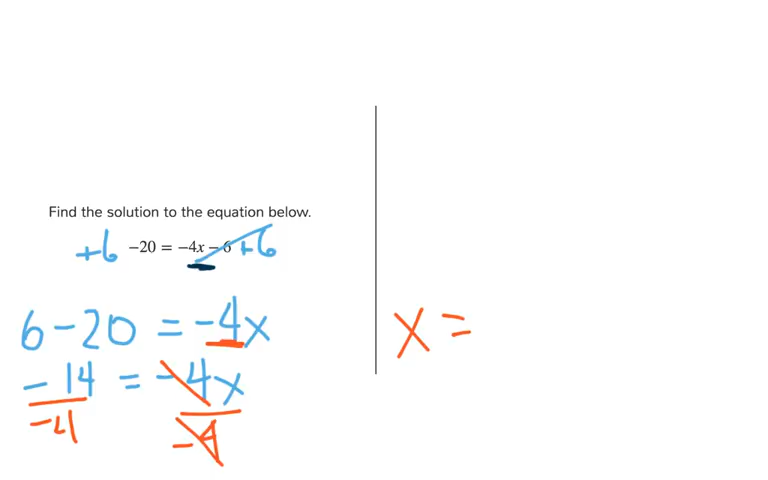 Find the solution to the equation below.
+6 −20 = −4x − 6 +6
6 - 20 = -4x
-14 = -4x
-4 -4
x =